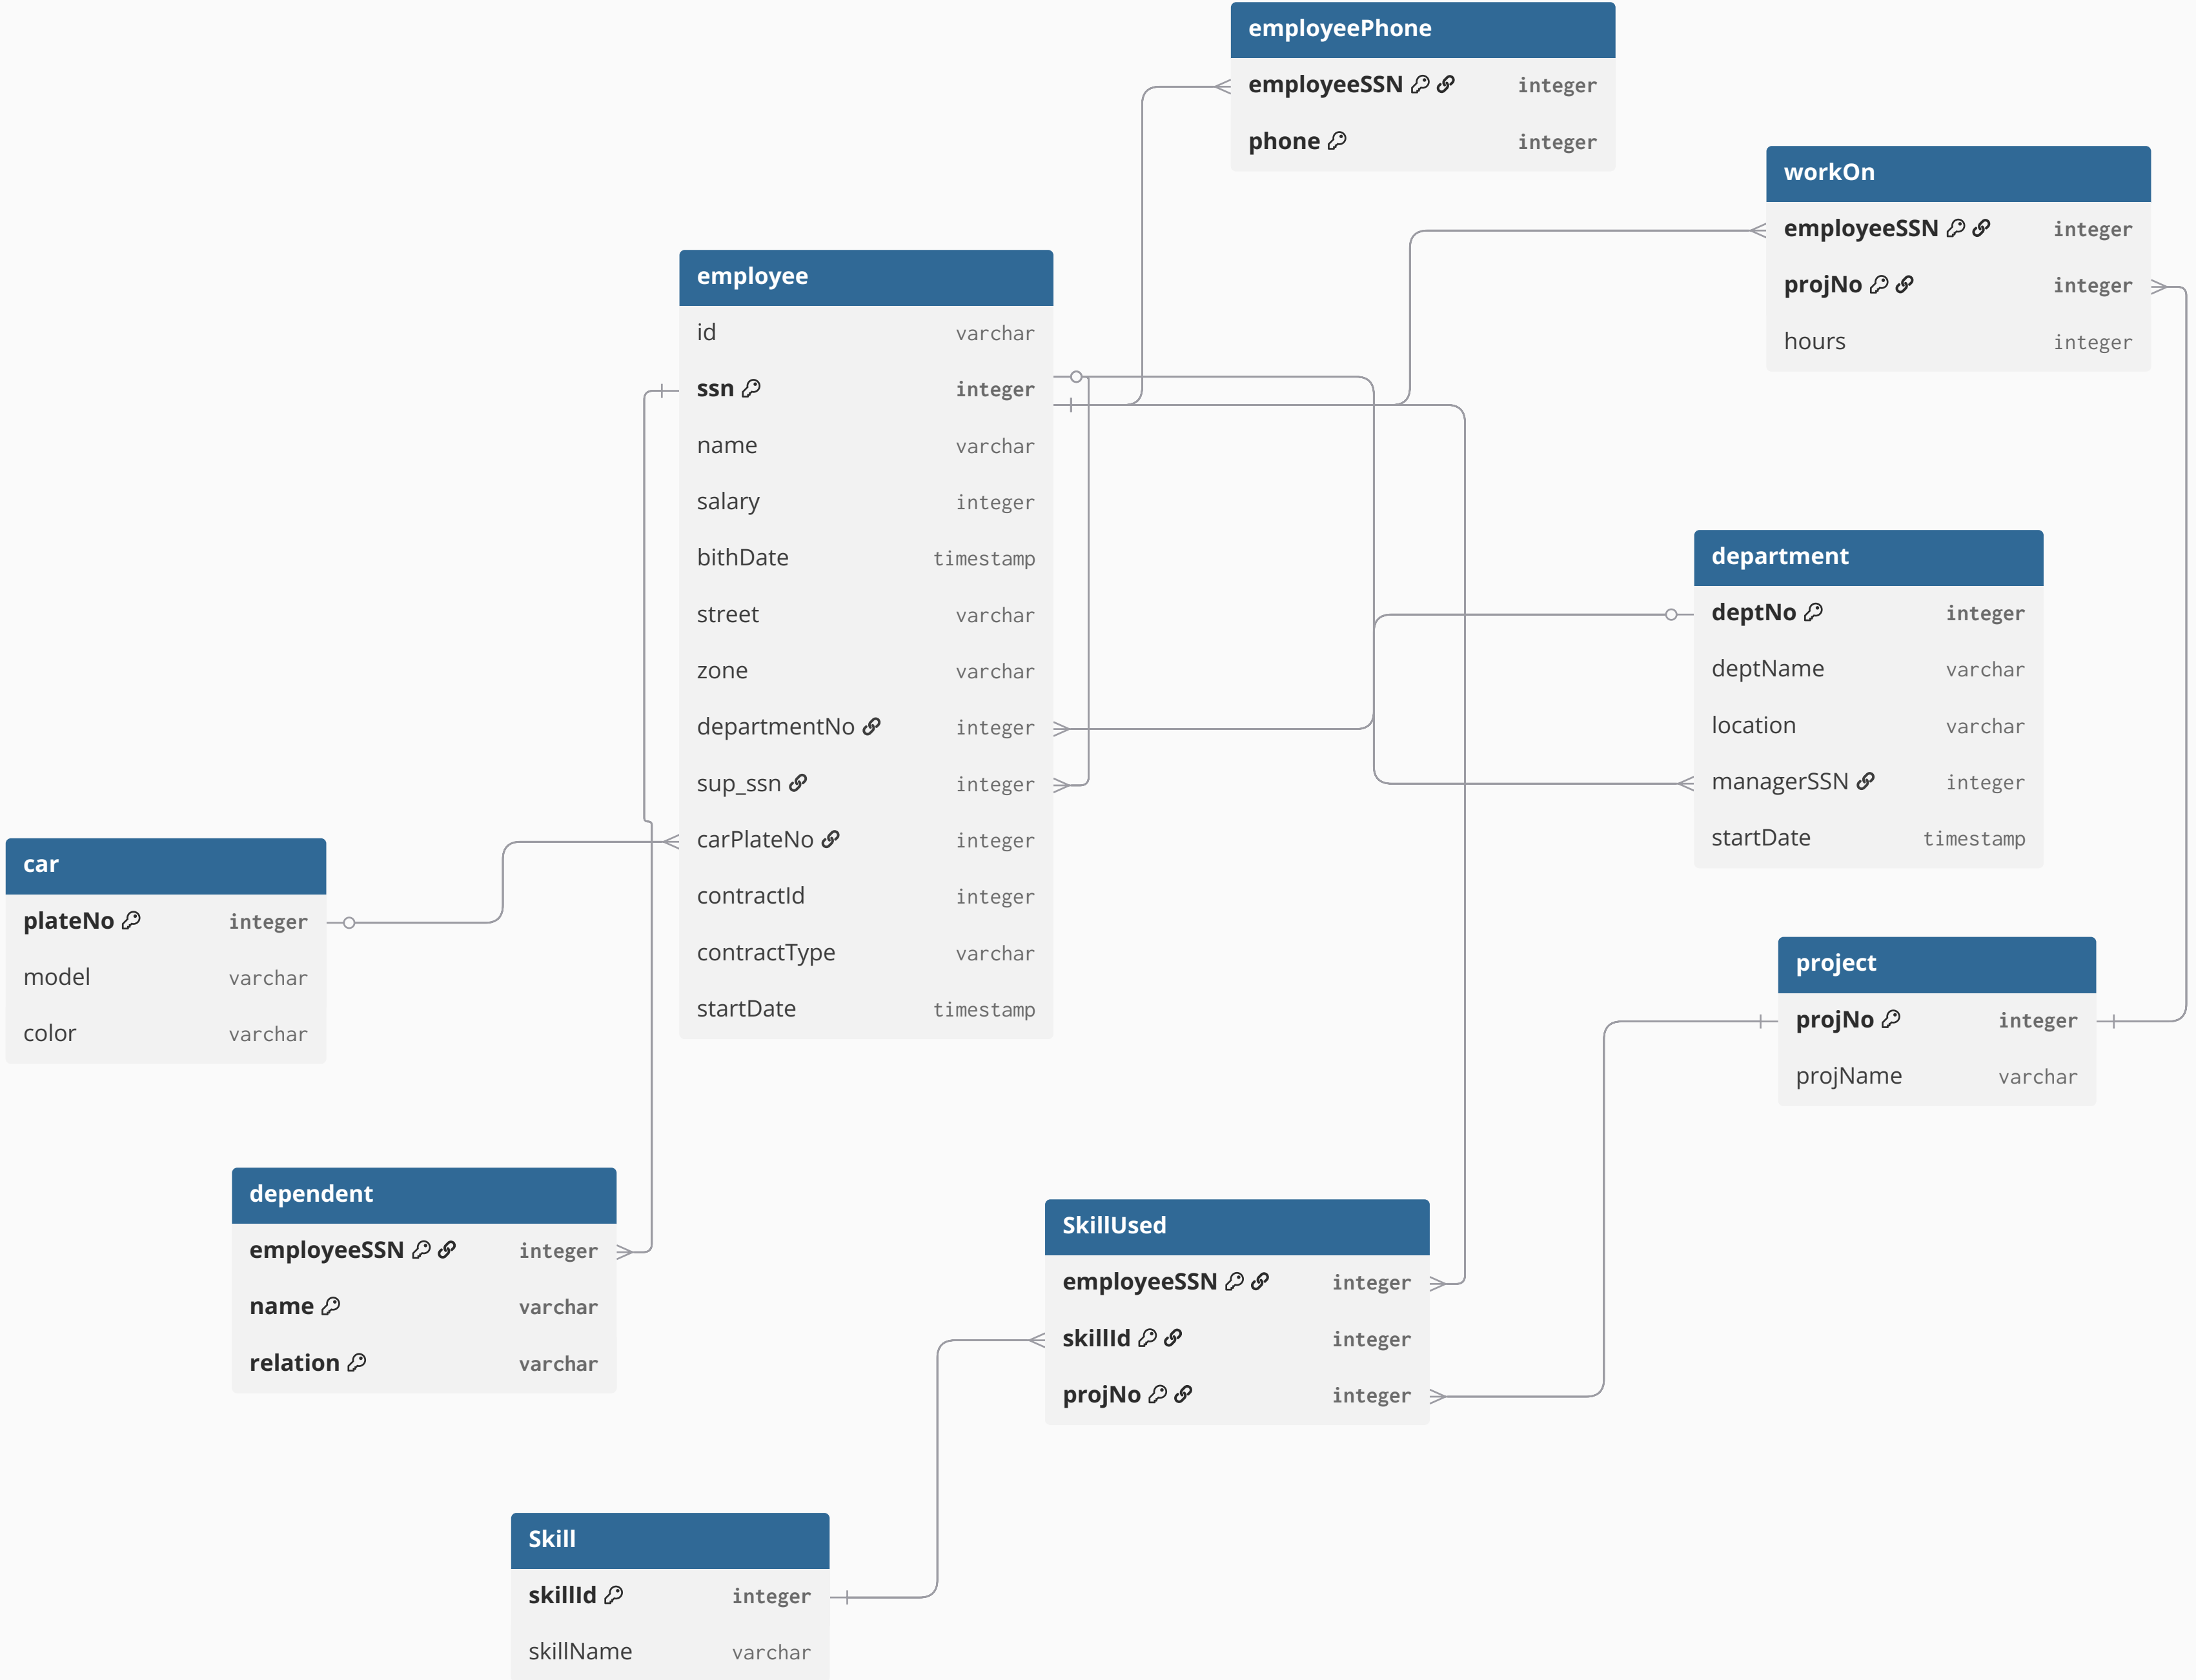 employeePhone
employeeSSN integer
phone integer
workOn
employeeSSN integer
projNo integer
hours integer
employee
id varchar
ssn integer
name varchar
salary integer
bithDate timestamp
street varchar
zone varchar
departmentNo integer
sup_ssn integer
carPlateNo integer
contractId integer
contractType varchar
startDate timestamp
department
deptNo integer
deptName varchar
location varchar
managerSSN integer
startDate timestamp
car
plateNo integer
model varchar
color varchar
project
projNo integer
projName varchar
dependent
employeeSSN integer
name varchar
relation varchar
SkillUsed
employeeSSN integer
skillId integer
projNo integer
Skill
skillId integer
skillName varchar